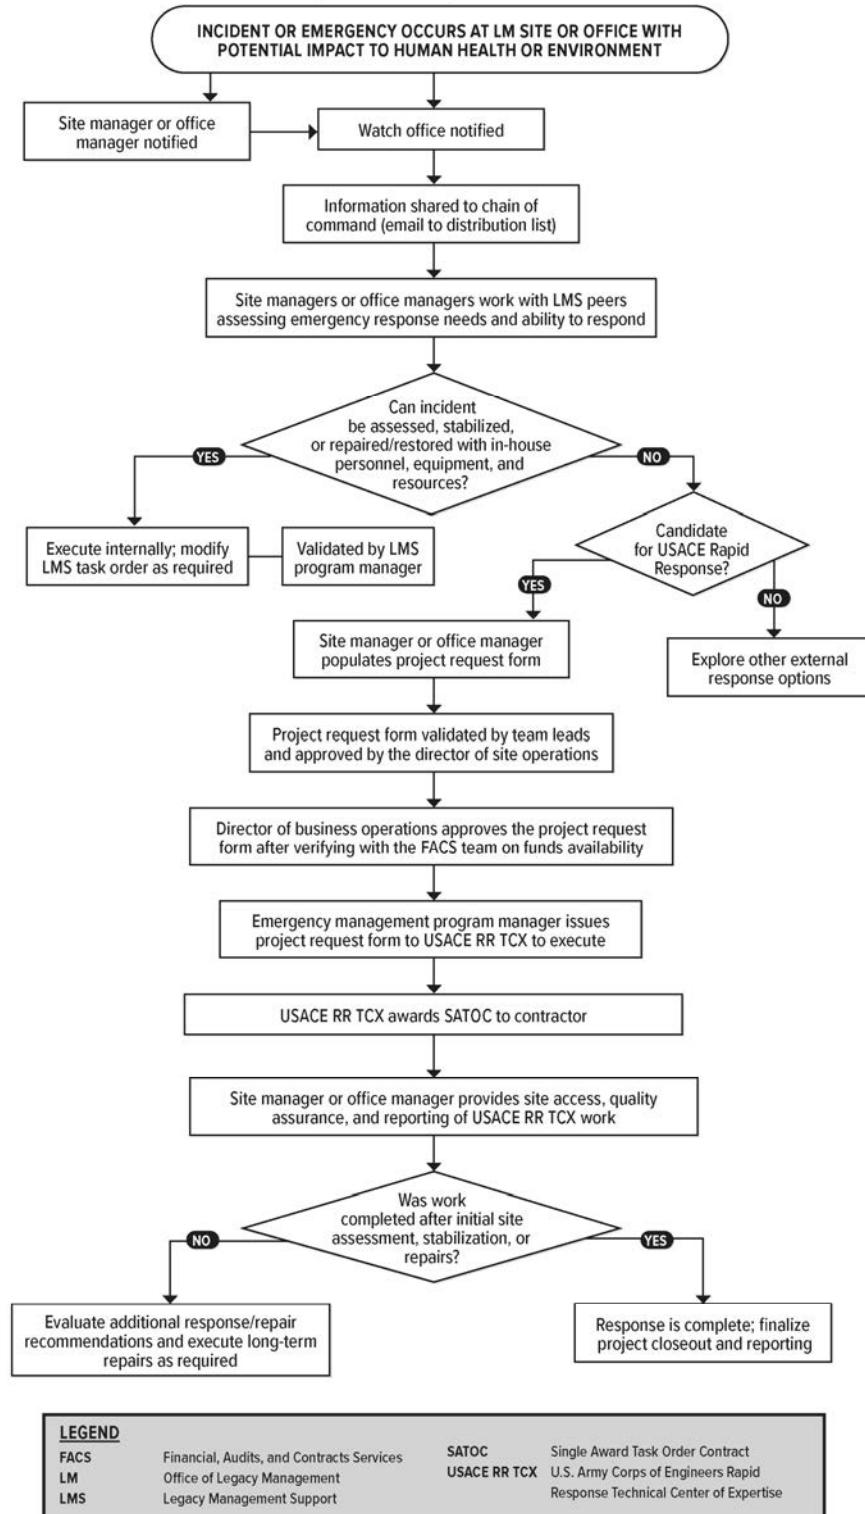 INCIDENT OR EMERGENCY OCCURS AT LM SITE OR OFFICE WITH
POTENTIAL IMPACT TO HUMAN HEALTH OR ENVIRONMENT
Site manager or office
manager notified
Watch office notified
Information shared to chain of
command (email to distribution list)
Site managers or office managers work with LMS peers
assessing emergency response needs and ability to respond
Can incident
be assessed, stabilized,
or repaired/restored with in-house
personnel, equipment, and
resources?
YES
NO
Execute internally; modify
LMS task order as required
Validated by LMS
program manager
Candidate
for USACE Rapid
Response?
YES
NO
Site manager or office manager
populates project request form
Explore other external
response options
Project request form validated by team leads
and approved by the director of site operations
Director of business operations approves the project request
form after verifying with the FACS team on funds availability
Emergency management program manager issues
project request form to USACE RR TCX to execute
USACE RR TCX awards SATOC to contractor
Site manager or office manager provides site access, quality
assurance, and reporting of USACE RR TCX work
Was work
completed after initial site
assessment, stabilization, or
repairs?
NO
YES
Evaluate additional response/repair
recommendations and execute long-term
repairs as required
Response is complete; finalize
project closeout and reporting
LEGEND
FACS Financial, Audits, and Contracts Services
LM Office of Legacy Management
LMS Legacy Management Support
SATOC Single Award Task Order Contract
USACE RR TCX U.S. Army Corps of Engineers Rapid
Response Technical Center of Expertise